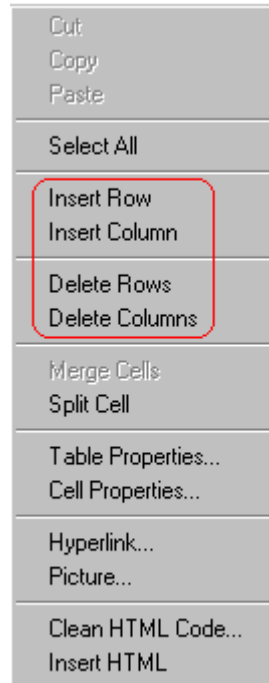 Cut
Copy
Paste
Select All
Insert Row
Insert Column
Delete Rows
Delete Columns
Merge Cells
Split Cell
Table Properties...
Cell Properties...
Hyperlink...
Picture...
Clean HTML Code...
Insert HTML